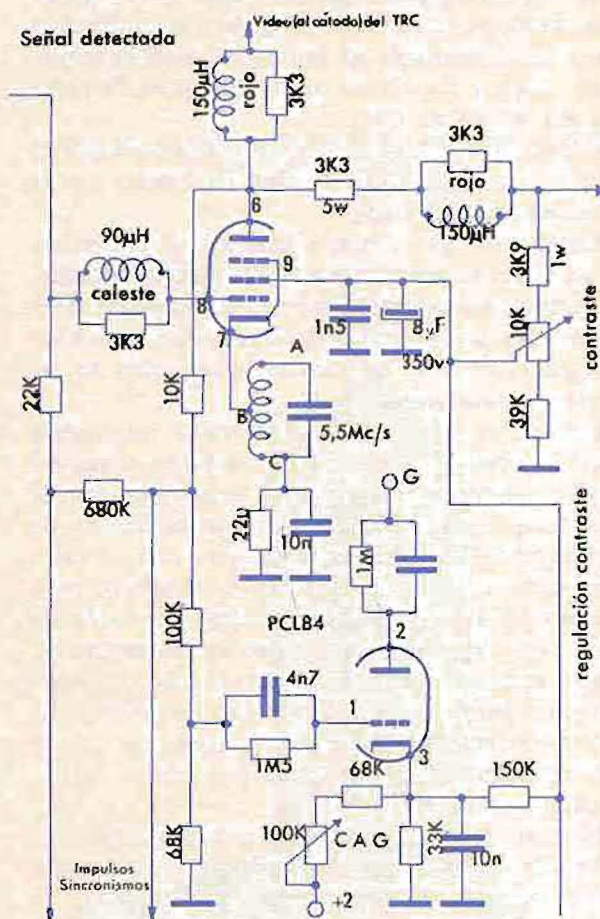 Video (al cátodo) del TRC
Señal detectada
150µH
rojo
3K3
3K3
5w
3K3
rojo
150µH
6
90µH
celeste
3K3
9
8
7
1n5
8µF
350v
3K9
1w
10K
39K
contraste
22K
10K
A
B
C
5,5Mc/s
680K
22µ
10n
G
1M
PCL84
regulación contraste
100K
4n7
1M5
1
2
3
68K
150K
100K
C A G
33K
10n
68K
+2
Impulsos
Sincronismos